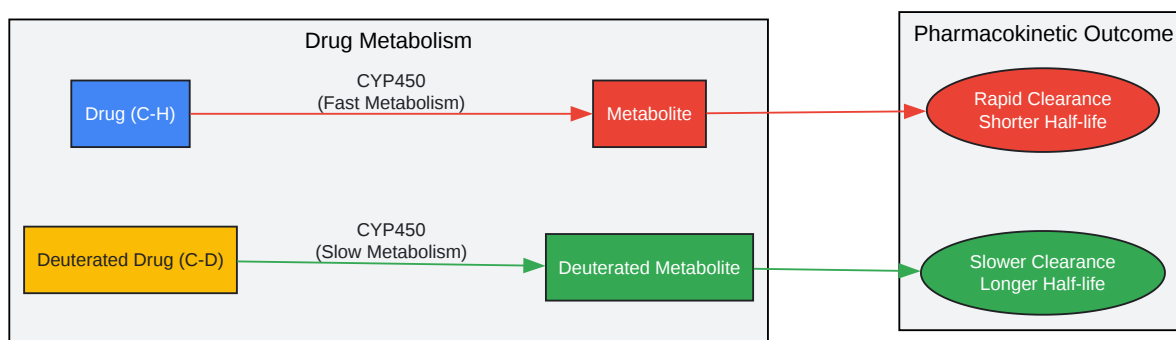 Drug Metabolism
Pharmacokinetic Outcome
Drug (C-H)
CYP450
(Fast Metabolism)
Metabolite
Rapid Clearance
Shorter Half-life
Deuterated Drug (C-D)
CYP450
(Slow Metabolism)
Deuterated Metabolite
Slower Clearance
Longer Half-life